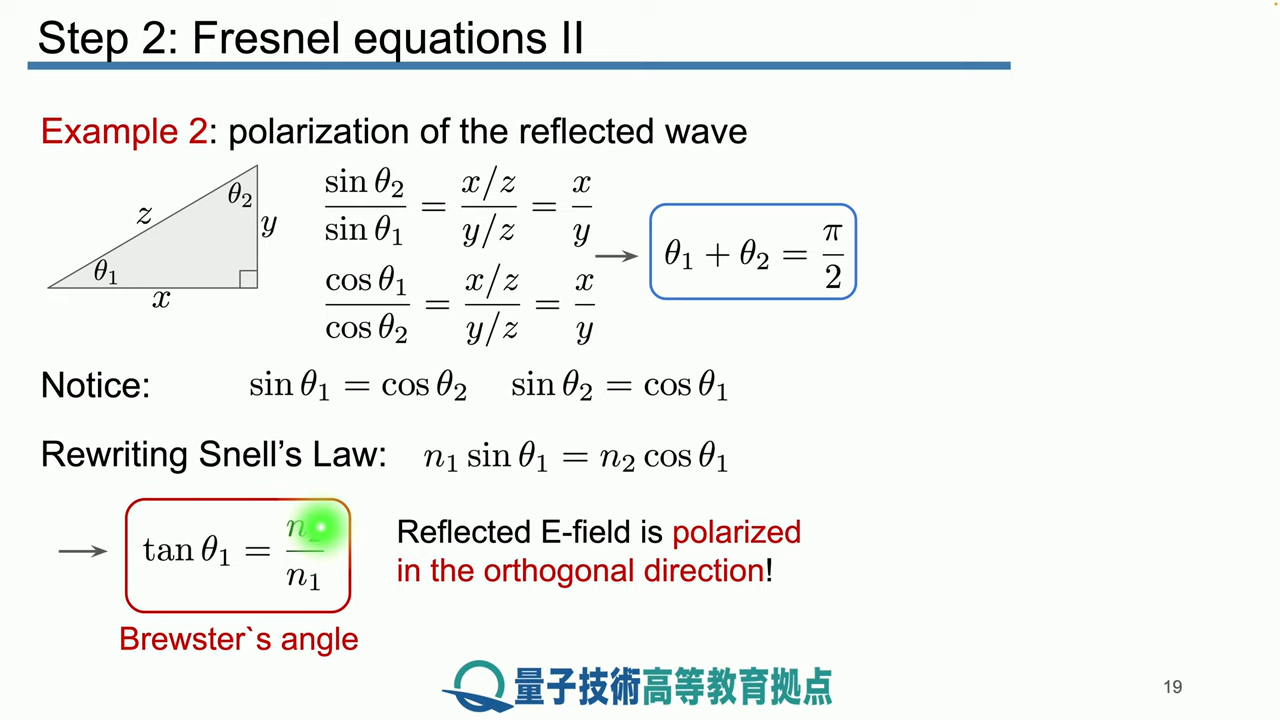 Step 2: Fresnel equations II
Example 2: polarization of the reflected wave
z θ₂ y θ₁ x
sin θ₂ / sin θ₁ = x/z / y/z = x / y
cos θ₁ / cos θ₂ = x/z / y/z = x / y
→ θ₁ + θ₂ = π / 2
Notice: sin θ₁ = cos θ₂ sin θ₂ = cos θ₁
Rewriting Snell's Law: n₁ sin θ₁ = n₂ cos θ₁
→ tan θ₁ = n₂ / n₁
Reflected E-field is polarized
in the orthogonal direction!
Brewster`s angle
量子技術高等教育拠点
19